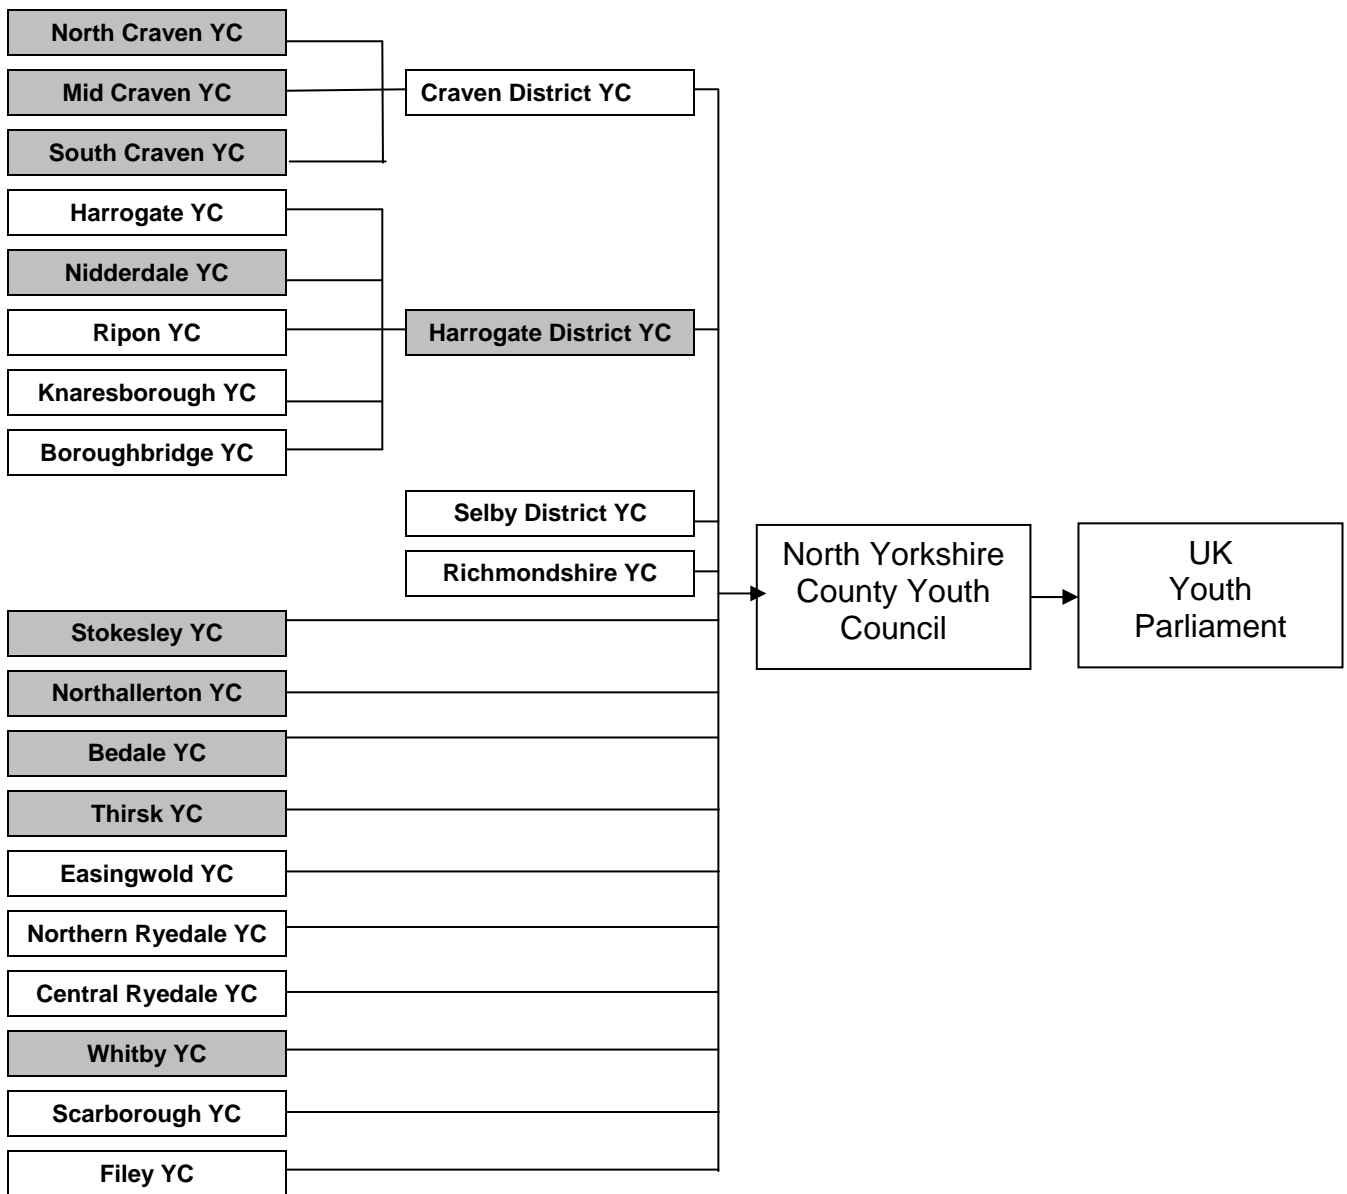 North Craven YC
Mid Craven YC
Craven District YC
South Craven YC
Harrogate YC
Nidderdale YC
Ripon YC
Harrogate District YC
Knaresborough YC
Boroughbridge YC
Selby District YC
Richmondshire YC
North Yorkshire
County Youth
Council
UK
Youth
Parliament
Stokesley YC
Northallerton YC
Bedale YC
Thirsk YC
Easingwold YC
Northern Ryedale YC
Central Ryedale YC
Whitby YC
Scarborough YC
Filey YC